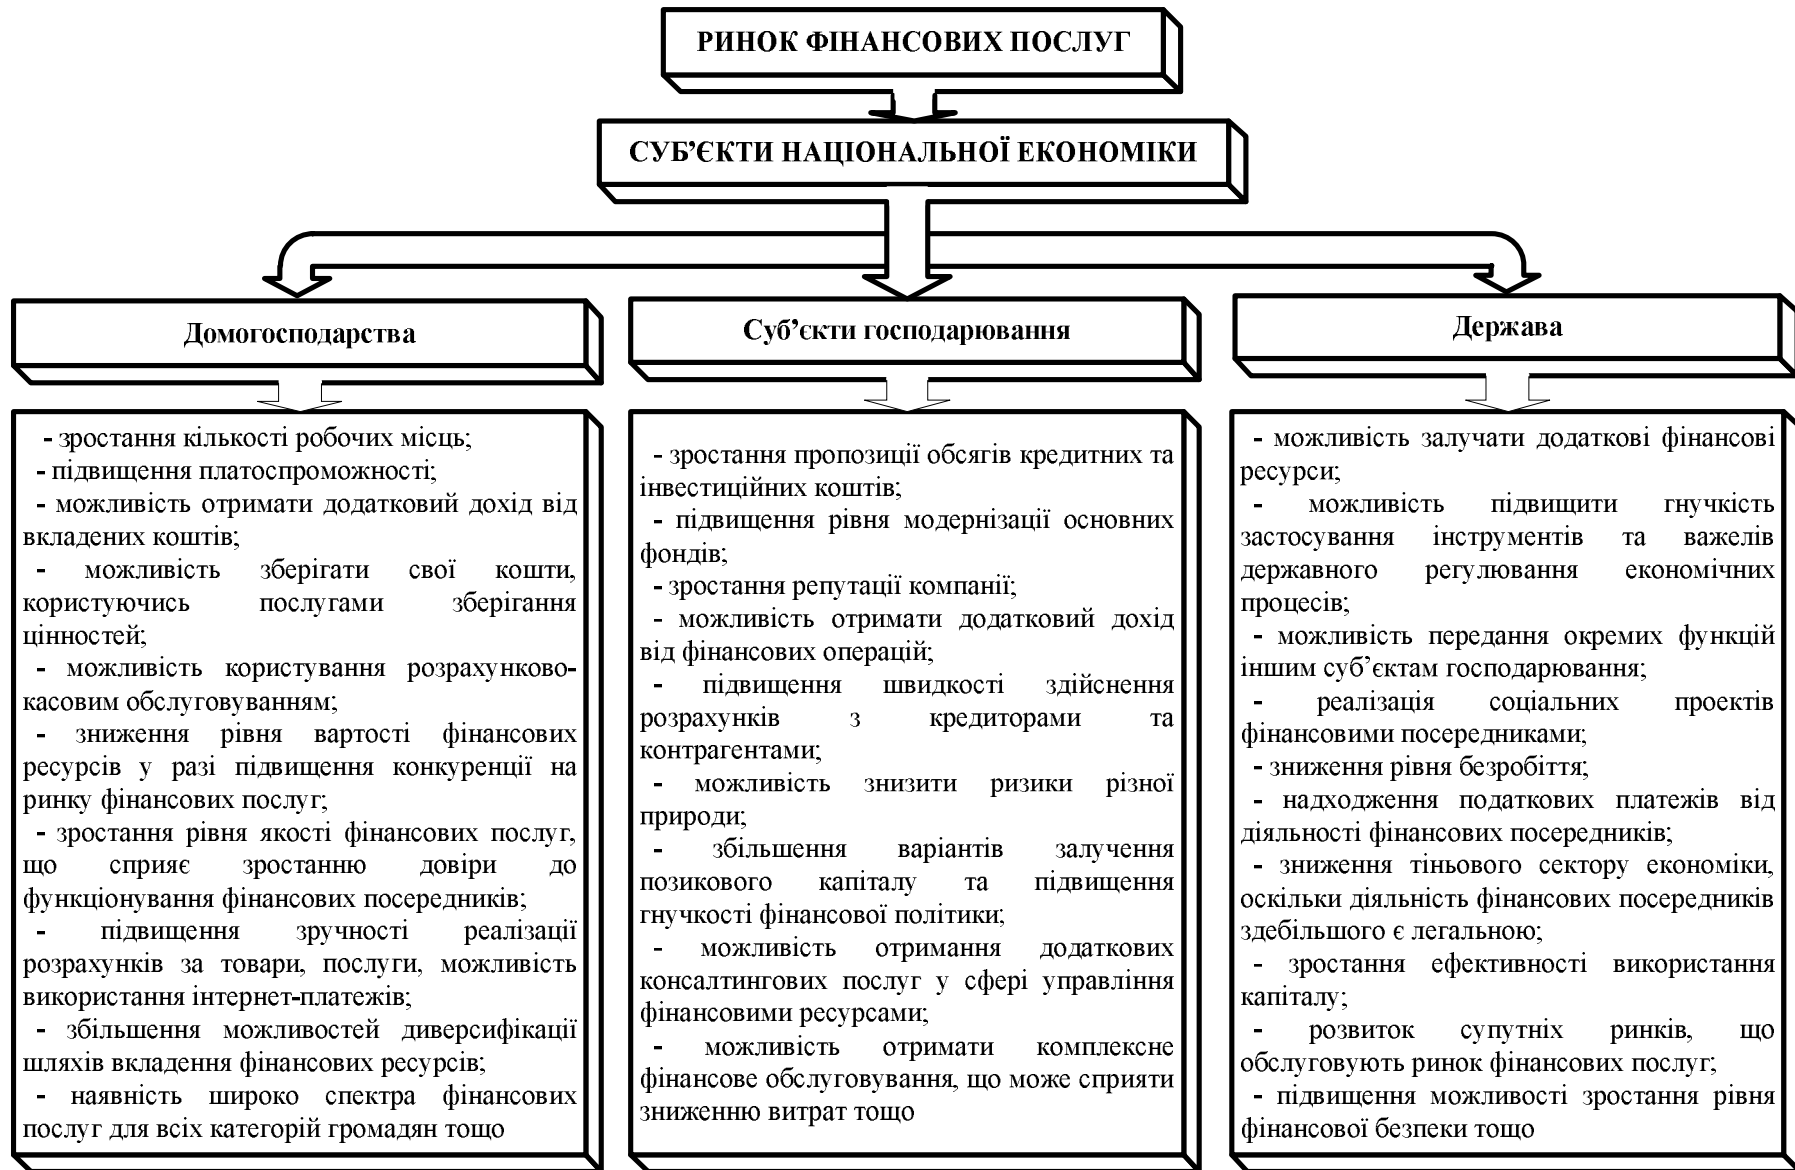 РИНОК ФІНАНСОВИХ ПОСЛУГ
СУБ’ЄКТИ НАЦІОНАЛЬНОЇ ЕКОНОМІКИ
Домогосподарства
- зростання кількості робочих місць;
- підвищення платоспроможності;
- можливість отримати додатковий дохід від
вкладених коштів;
- можливість зберігати свої кошти,
користуючись послугами зберігання
цінностей;
- можливість користування розрахунково-
касовим обслуговуванням;
- зниження рівня вартості фінансових
ресурсів у разі підвищення конкуренції на
ринку фінансових послуг;
- зростання рівня якості фінансових послуг,
що сприяє зростанню довіри до
функціонування фінансових посередників;
- підвищення зручності реалізації
розрахунків за товари, послуги, можливість
використання інтернет-платежів;
- збільшення можливостей диверсифікації
шляхів вкладення фінансових ресурсів;
- наявність широко спектра фінансових
послуг для всіх категорій громадян тощо
Суб’єкти господарювання
- зростання пропозиції обсягів кредитних та
інвестиційних коштів;
- підвищення рівня модернізації основних
фондів;
- зростання репутації компанії;
- можливість отримати додатковий дохід
від фінансових операцій;
- підвищення швидкості здійснення
розрахунків з кредиторами та
контрагентами;
- можливість знизити ризики різної
природи;
- збільшення варіантів залучення
позикового капіталу та підвищення
гнучкості фінансової політики;
- можливість отримання додаткових
консалтингових послуг у сфері управління
фінансовими ресурсами;
- можливість отримати комплексне
фінансове обслуговування, що може сприяти
зниженню витрат тощо
Держава
- можливість залучати додаткові фінансові
ресурси;
- можливість підвищити гнучкість
застосування інструментів та важелів
державного регулювання економічних
процесів;
- можливість передання окремих функцій
іншим суб’єктам господарювання;
- реалізація соціальних проектів
фінансовими посередниками;
- зниження рівня безробіття;
- надходження податкових платежів від
діяльності фінансових посередників;
- зниження тіньового сектору економіки,
оскільки діяльність фінансових посередників
здебільшого є легальною;
- зростання ефективності використання
капіталу;
- розвиток супутніх ринків, що
обслуговують ринок фінансових послуг;
- підвищення можливості зростання рівня
фінансової безпеки тощо